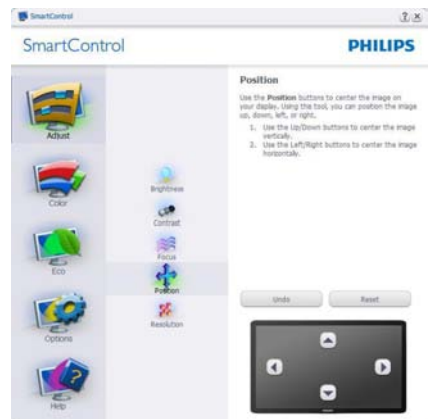 SmartControl
SmartControl
PHILIPS
Adjust
Color
Eco
Options
Help
Brightness
Contrast
Focus
Position
Resolution
Position
Use the Position buttons to center the image on
your display. Using the tool, you can position the image
up, down, left, or right.
1. Use the Up/Down buttons to center the image
vertically.
2. Use the Left/Right buttons to center the image
horizontally.
Undo
Reset